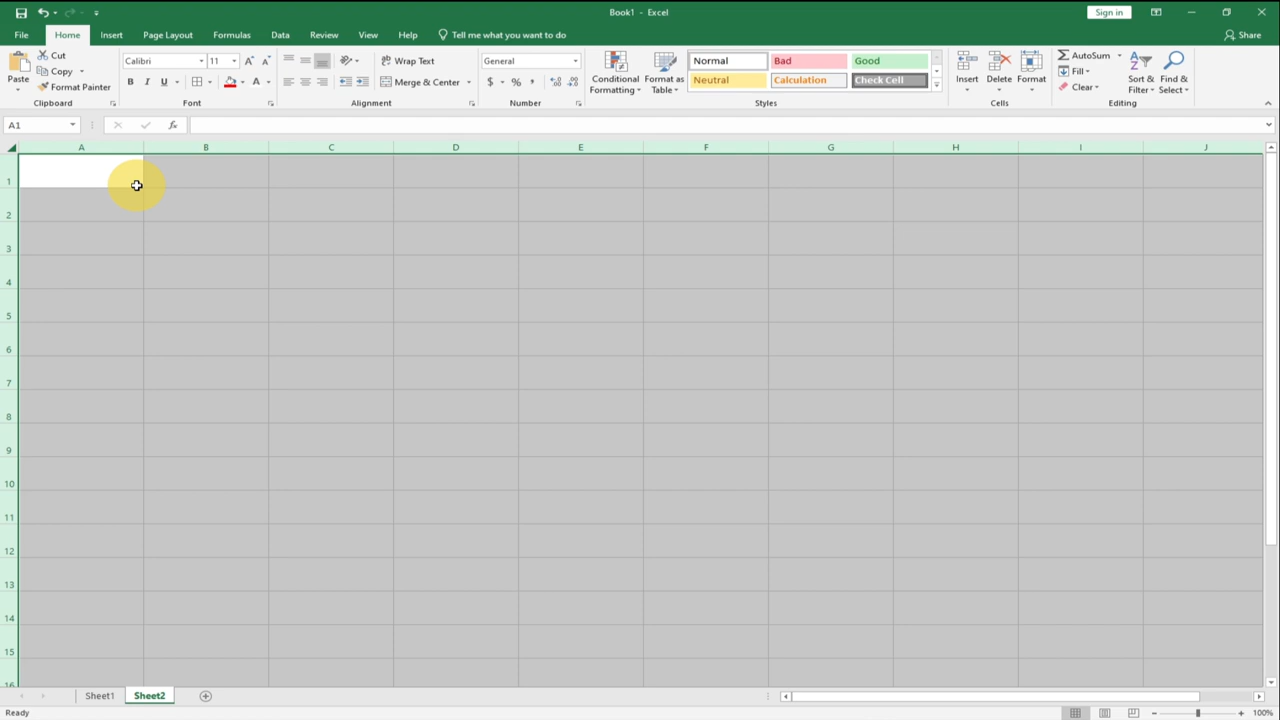 Book1 - Excel
Sign in
File Home Insert Page Layout Formulas Data Review View Help Tell me what you want to do Share
Paste
Cut
Copy
Format Painter
Clipboard
Calibri 11
B I U
Font
Wrap Text
Merge & Center
Alignment
General
$ % ,
Number
Conditional Formatting
Format as Table
Normal Bad Good
Neutral Calculation Check Cell
Styles
Insert Delete Format
Cells
AutoSum
Fill
Clear
Sort & Filter
Find & Select
Editing
A1 fx
A B C D E F G H I J
1
2
3
4
5
6
7
8
9
10
11
12
13
14
15
16
Sheet1 Sheet2
Ready 100%